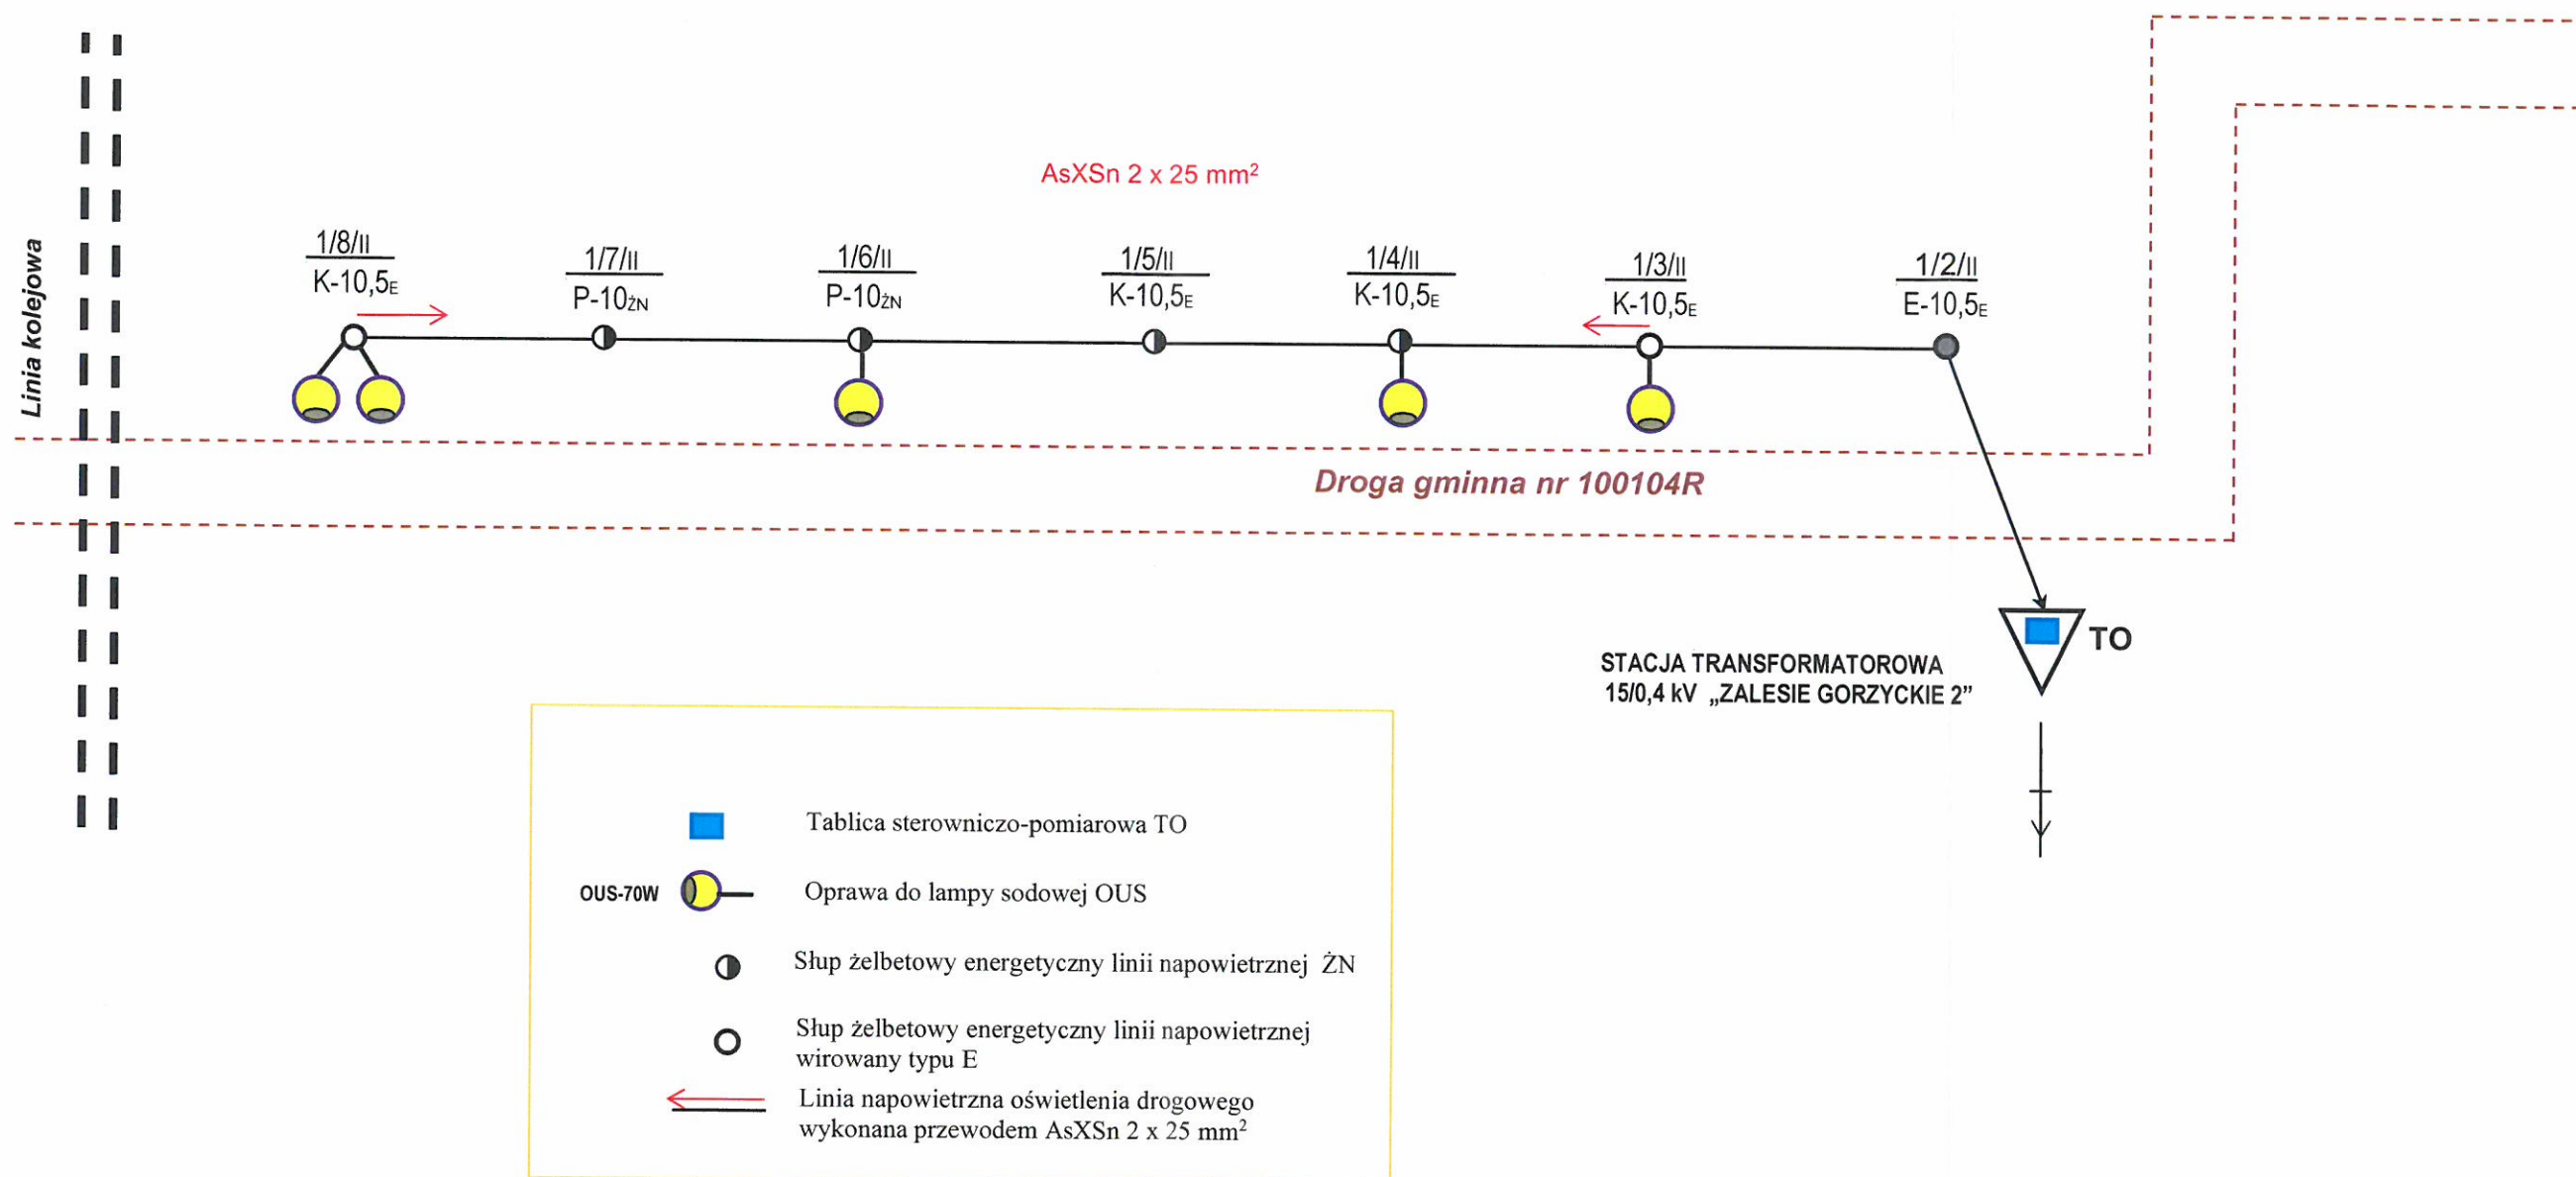 AsXSn 2 x 25 mm²
Linia kolejowa
1/8/II
K-10,5E
1/7/II
P-10ŻN
1/6/II
P-10ŻN
1/5/II
K-10,5E
1/4/II
K-10,5E
1/3/II
K-10,5E
1/2/II
E-10,5E
Droga gminna nr 100104R
TO
STACJA TRANSFORMATOROWA
15/0,4 kV „ZALESIE GORZYCKIE 2”
Tablica sterowniczo-pomiarowa TO
OUS-70W
Oprawa do lampy sodowej OUS
Słup żelbetowy energetyczny linii napowietrznej ŻN
Słup żelbetowy energetyczny linii napowietrznej
wirowany typu E
Linia napowietrzna oświetlenia drogowego
wykonana przewodem AsXSn 2 x 25 mm²